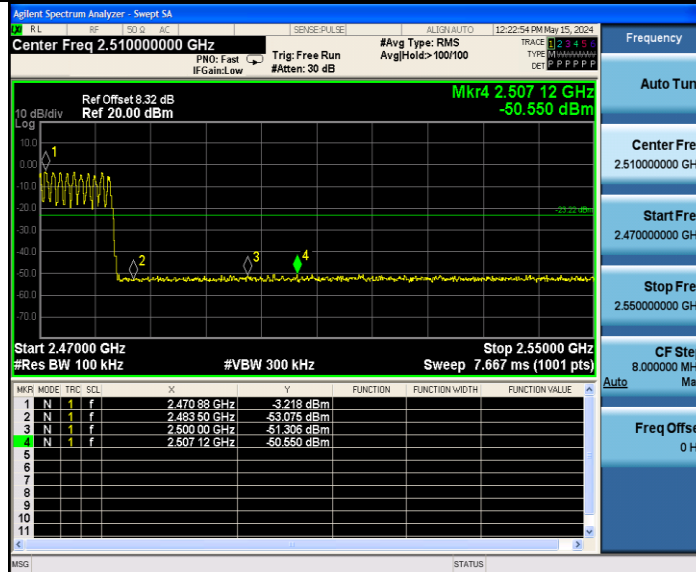 Agilent Spectrum Analyzer - Swept SA
RL RF 50 Ω AC SENSE:PULSE ALIGNAUTO 12:22:54 PM May 15, 2024
Center Freq 2.510000000 GHz #Avg Type: RMS TRACE 1 2 3 4 5 6
PNO: Fast Trig: Free Run Avg|Hold:> 100/100 TYPE
IFGain:Low #Atten: 30 dB DET P P P P P P
Mkr4 2.507 12 GHz
Ref Offset 8.32 dB
10 dB/div Ref 20.00 dBm -50.550 dBm
Log
10.0
0.00
-10.0
-20.0
-30.0
-40.0
-50.0
-60.0
-70.0
1
2
3
4
-23.22 dBm
Start 2.47000 GHz Stop 2.55000 GHz
#Res BW 100 kHz #VBW 300 kHz Sweep 7.667 ms (1001 pts)
MKR MODE TRC SCL X Y FUNCTION FUNCTION WIDTH FUNCTION VALUE
1 N 1 f 2.470 88 GHz -3.218 dBm
2 N 1 f 2.483 50 GHz -53.075 dBm
3 N 1 f 2.500 00 GHz -51.306 dBm
4 N 1 f 2.507 12 GHz -50.550 dBm
5
6
7
8
9
10
11
MSG STATUS
Frequency
Auto Tun
Center Fre
2.510000000 GH
Start Fre
2.470000000 GH
Stop Fre
2.550000000 GH
CF Ste
8.000000 MH
Auto Ma
Freq Offse
0 H